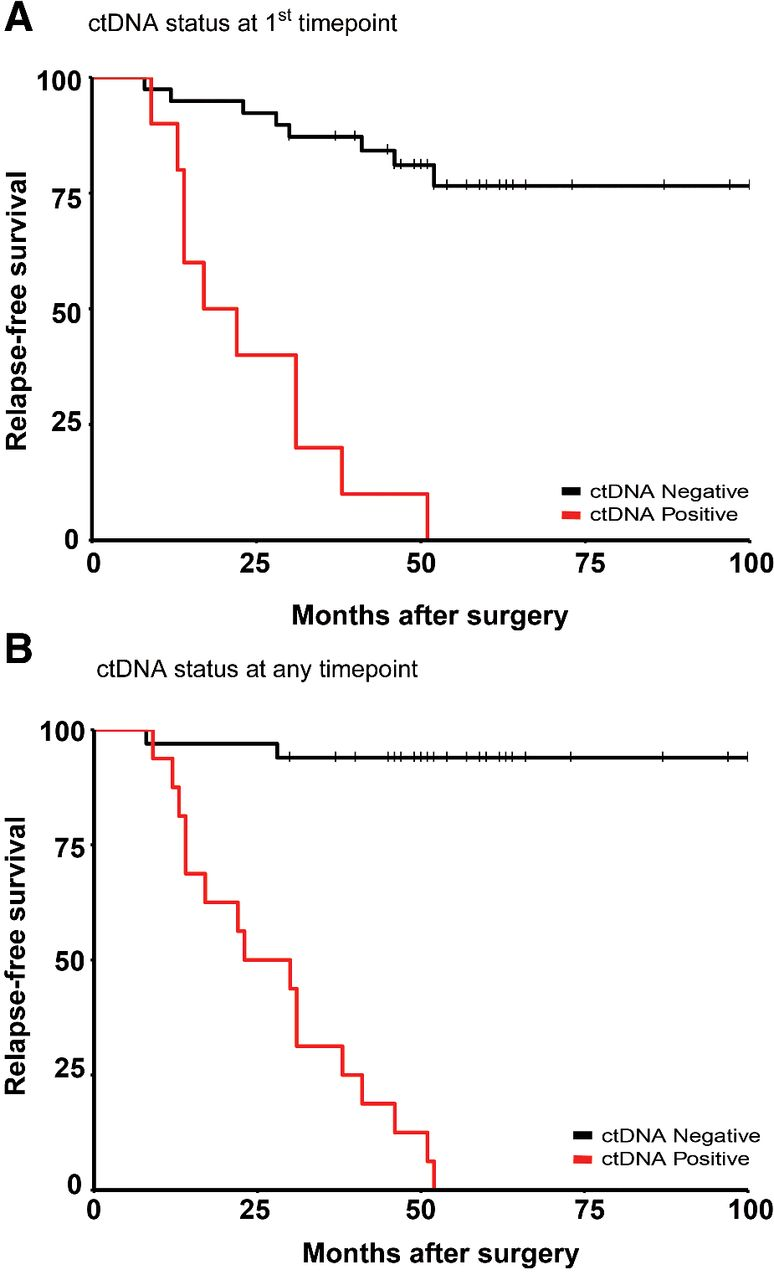 A
ctDNA status at 1st timepoint
100
75
50
25
0
Relapse-free survival
ctDNA Negative
ctDNA Positive
0 25 50 75 100
Months after surgery
B
ctDNA status at any timepoint
100
75
50
25
0
Relapse-free survival
ctDNA Negative
ctDNA Positive
0 25 50 75 100
Months after surgery